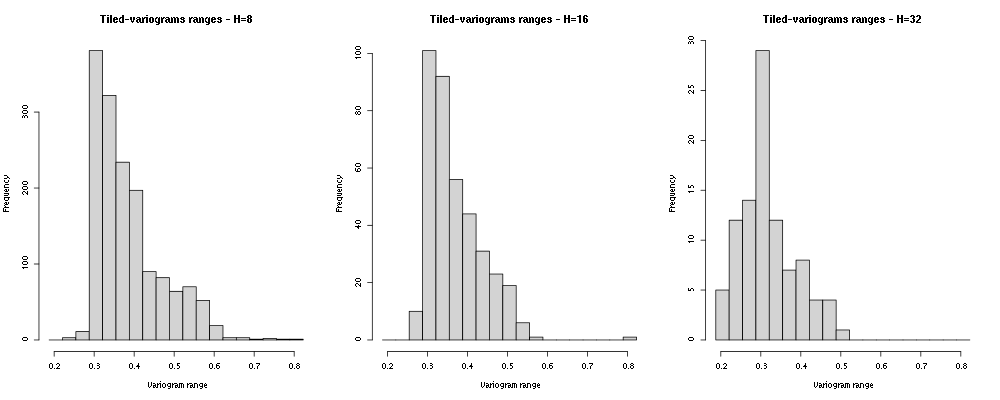 Tiled-variograms ranges - H=8
Frequency
300
200
100
0
0.2 0.3 0.4 0.5 0.6 0.7 0.8
Variogram range
Tiled-variograms ranges - H=16
Frequency
100
80
60
40
20
0
0.2 0.3 0.4 0.5 0.6 0.7 0.8
Variogram range
Tiled-variograms ranges - H=32
Frequency
30
25
20
15
10
5
0
0.2 0.3 0.4 0.5 0.6 0.7 0.8
Variogram range